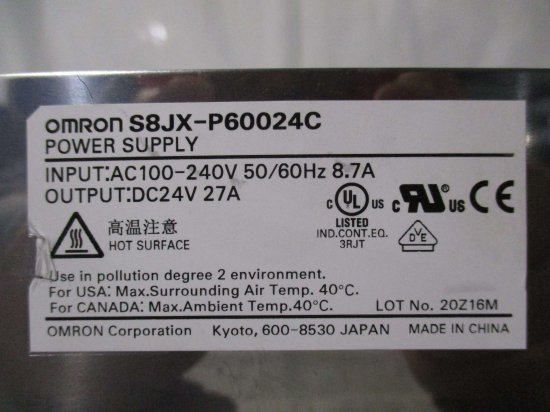 omron S8JX-P60024C
POWER SUPPLY
INPUT:AC100-240V 50/60Hz 8.7A
OUTPUT:DC24V 27A
高温注意
HOT SURFACE
C UL US
LISTED
IND.CONT.EQ.
3RJT
C UR US CE
DVE
Use in pollution degree 2 environment.
For USA: Max.Surrounding Air Temp. 40°C.
For CANADA: Max.Ambient Temp.40°C.
LOT No. 20Z16M
OMRON Corporation Kyoto, 600-8530 JAPAN MADE IN CHINA